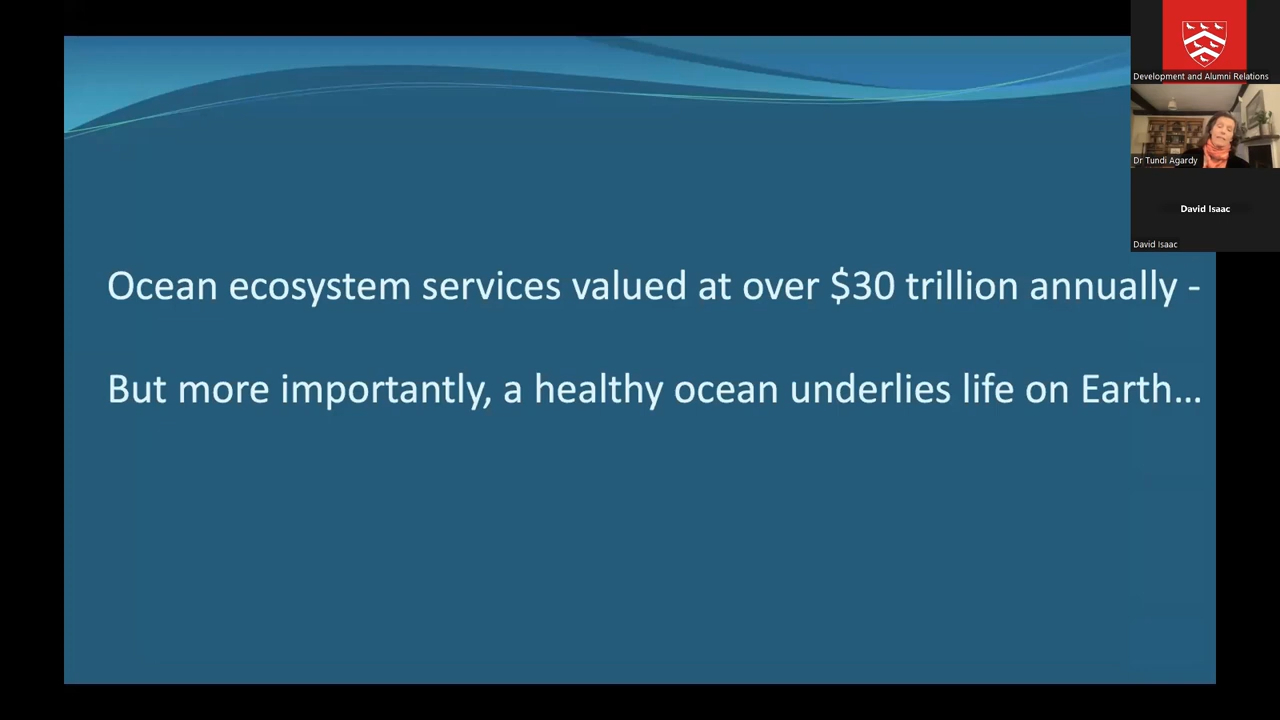 Development and Alumni Relations
Dr Tundi Agardy
David Isaac
David Isaac
Ocean ecosystem services valued at over $30 trillion annually -
But more importantly, a healthy ocean underlies life on Earth...